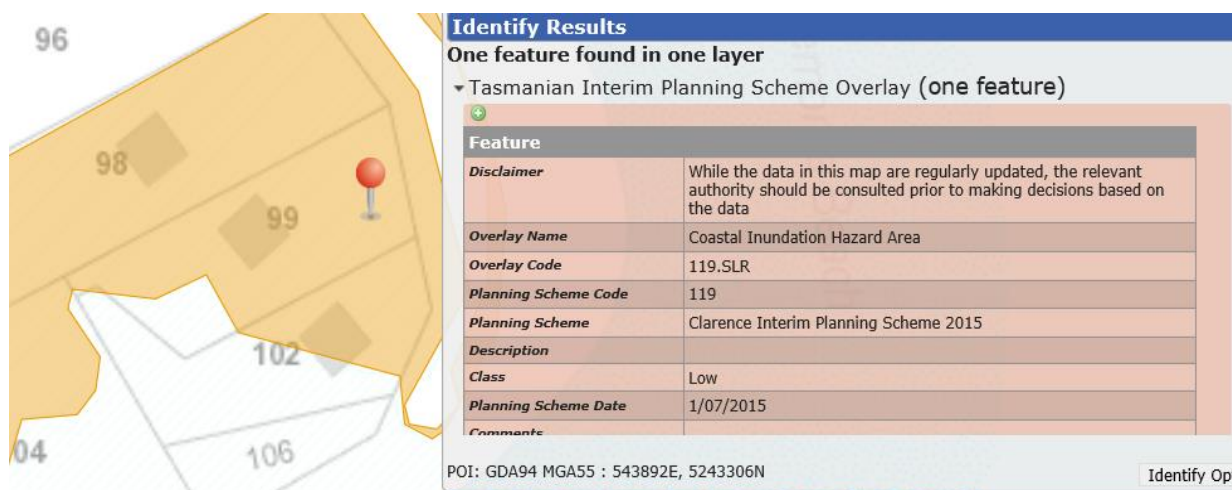 96
98
99
102
04
106
Identify Results
One feature found in one layer
Tasmanian Interim Planning Scheme Overlay (one feature)
Feature
Disclaimer While the data in this map are regularly updated, the relevant
authority should be consulted prior to making decisions based on
the data
Overlay Name Coastal Inundation Hazard Area
Overlay Code 119.SLR
Planning Scheme Code 119
Planning Scheme Clarence Interim Planning Scheme 2015
Description
Class Low
Planning Scheme Date 1/07/2015
Comments
POI: GDA94 MGA55 : 543892E, 5243306N
Identify Op